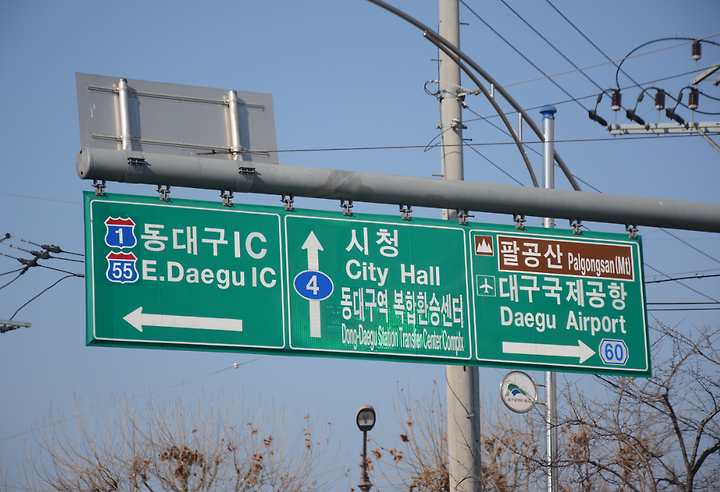 1
동대구IC
55
E.Daegu IC
시청
City Hall
4
동대구역 복합환승센터
Dong-Daegu Station Transfer Center Complx
팔공산 Palgongsan(Mt)
대구국제공항
Daegu Airport
60